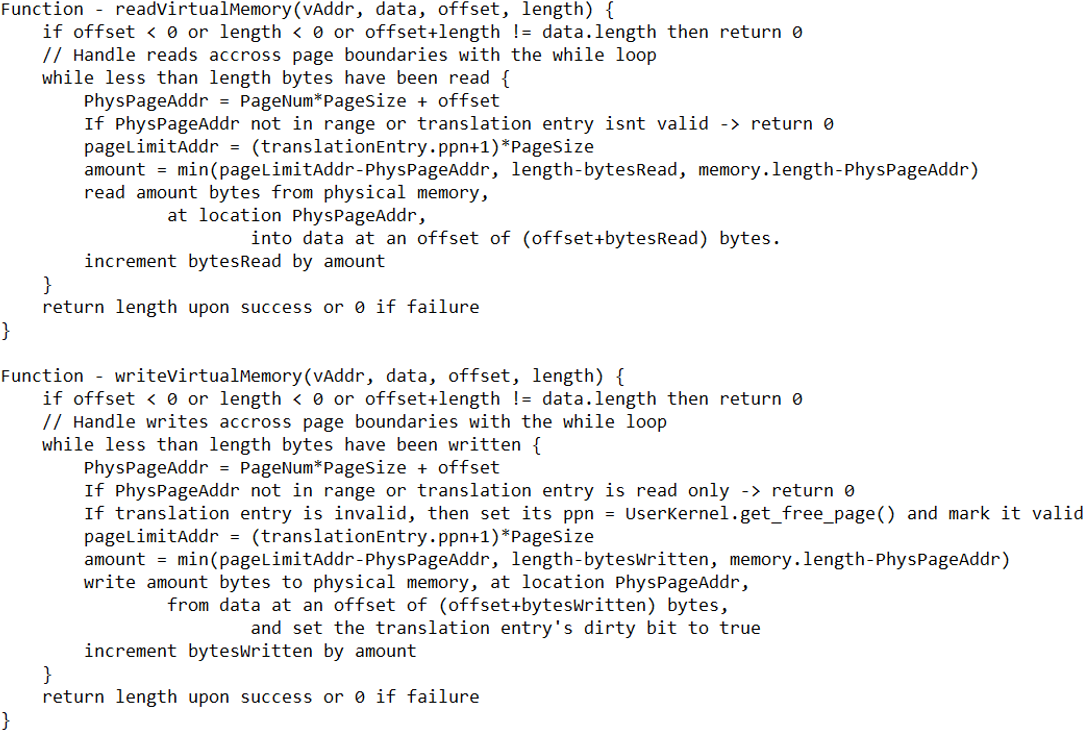 Function - readVirtualMemory(vAddr, data, offset, length) {
    if offset < 0 or length < 0 or offset+length != data.length then return 0
    // Handle reads accross page boundaries with the while loop
    while less than length bytes have been read {
        PhysPageAddr = PageNum*PageSize + offset
        If PhysPageAddr not in range or translation entry isnt valid -> return 0
        pageLimitAddr = (translationEntry.ppn+1)*PageSize
        amount = min(pageLimitAddr-PhysPageAddr, length-bytesRead, memory.length-PhysPageAddr)
        read amount bytes from physical memory,
                at location PhysPageAddr,
                        into data at an offset of (offset+bytesRead) bytes.
        increment bytesRead by amount
    }
    return length upon success or 0 if failure
}

Function - writeVirtualMemory(vAddr, data, offset, length) {
    if offset < 0 or length < 0 or offset+length != data.length then return 0
    // Handle writes accross page boundaries with the while loop
    while less than length bytes have been written {
        PhysPageAddr = PageNum*PageSize + offset
        If PhysPageAddr not in range or translation entry is read only -> return 0
        If translation entry is invalid, then set its ppn = UserKernel.get_free_page() and mark it valid
        pageLimitAddr = (translationEntry.ppn+1)*PageSize
        amount = min(pageLimitAddr-PhysPageAddr, length-bytesWritten, memory.length-PhysPageAddr)
        write amount bytes to physical memory, at location PhysPageAddr,
                from data at an offset of (offset+bytesWritten) bytes,
                        and set the translation entry's dirty bit to true
        increment bytesWritten by amount
    }
    return length upon success or 0 if failure
}